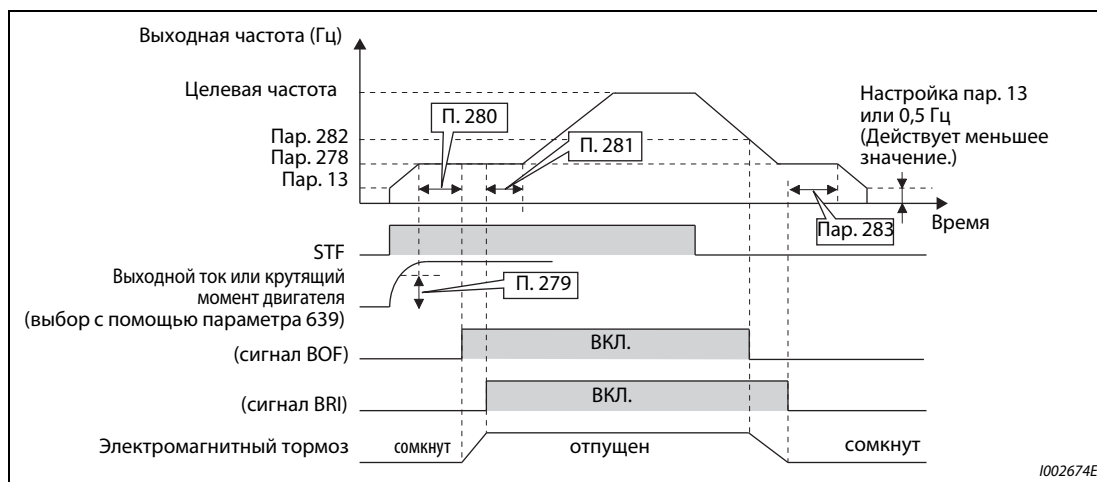 Выходная частота (Гц)
Целевая частота
Настройка пар. 13
или 0,5 Гц
(Действует меньшее
значение.)
П. 280
П. 281
Пар. 282
Пар. 278
Пар. 13
Пар. 283
Время
STF
Выходной ток или крутящий
момент двигателя
(выбор с помощью параметра 639)
П. 279
(сигнал BOF)
ВКЛ.
(сигнал BRI)
ВКЛ.
Электромагнитный тормоз
сомкнут
отпущен
сомкнут
I002674E